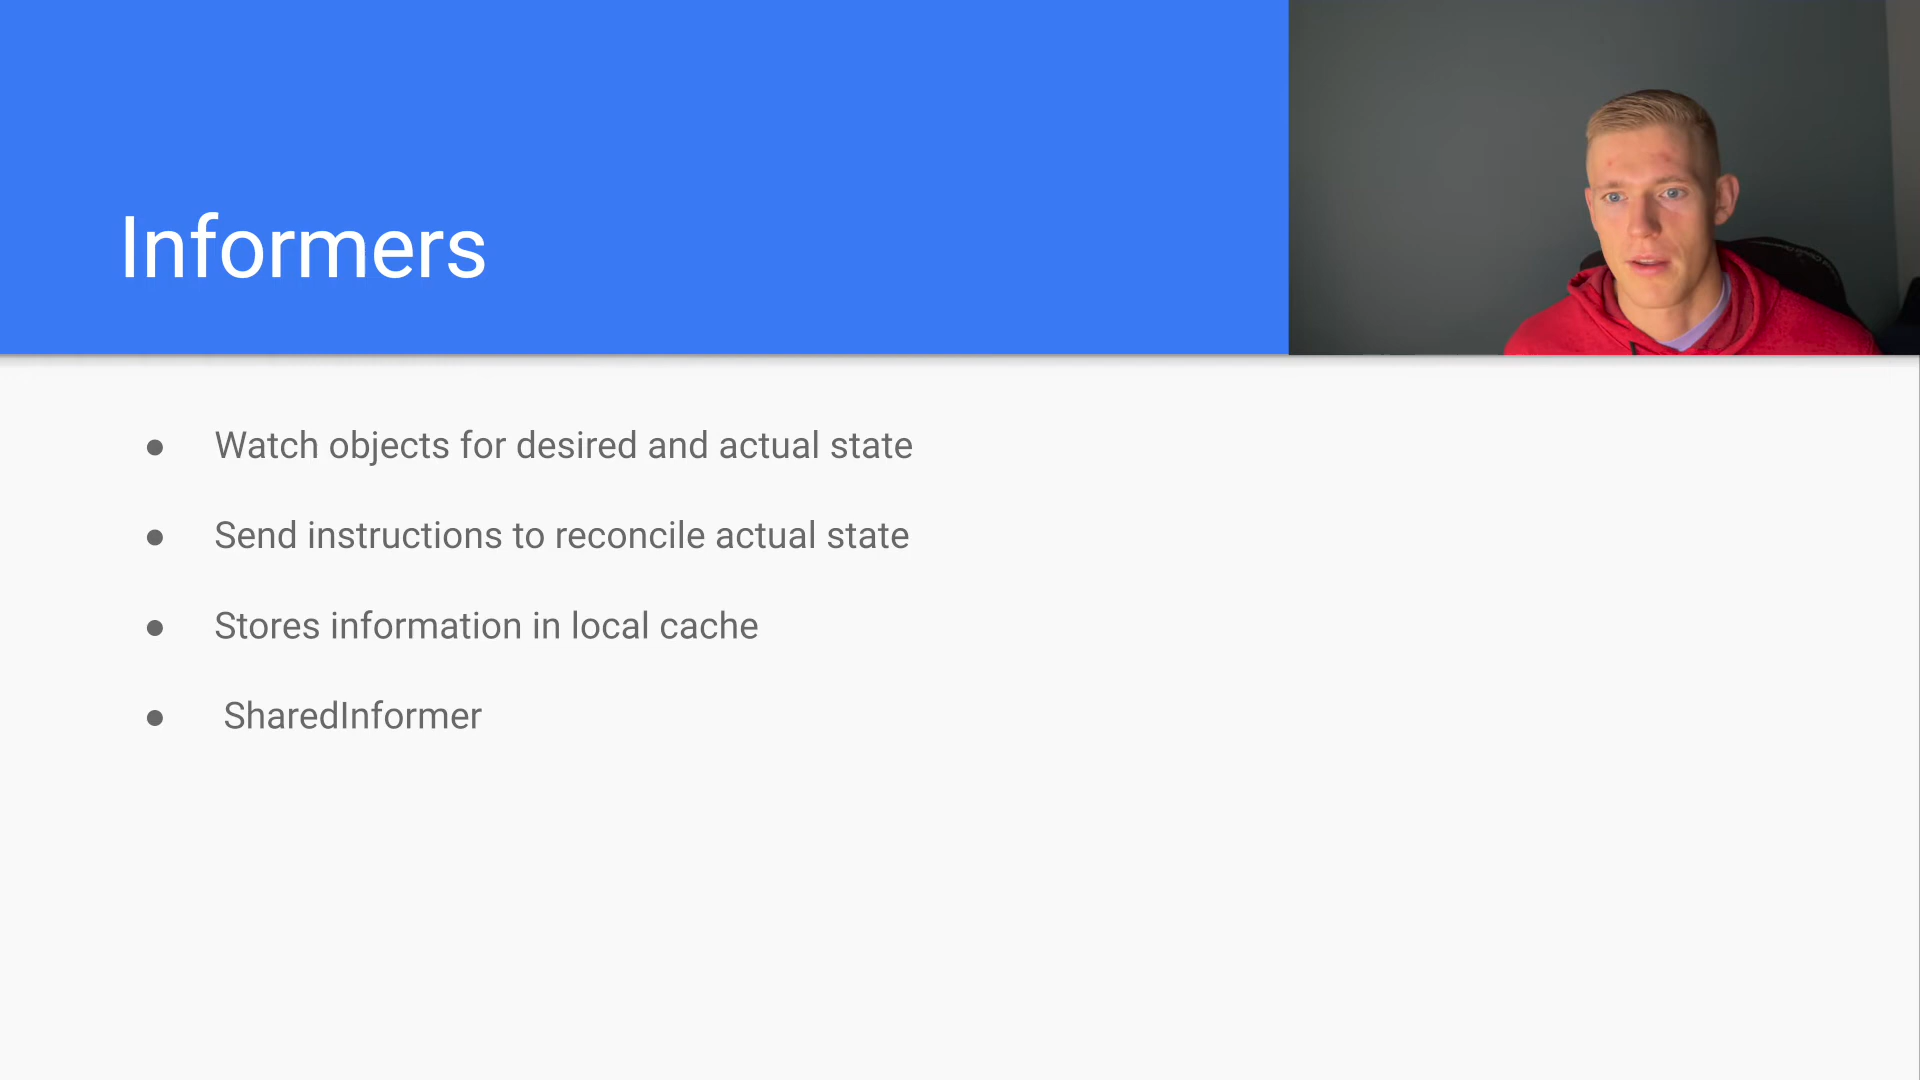 Informers
● Watch objects for desired and actual state
● Send instructions to reconcile actual state
● Stores information in local cache
● SharedInformer